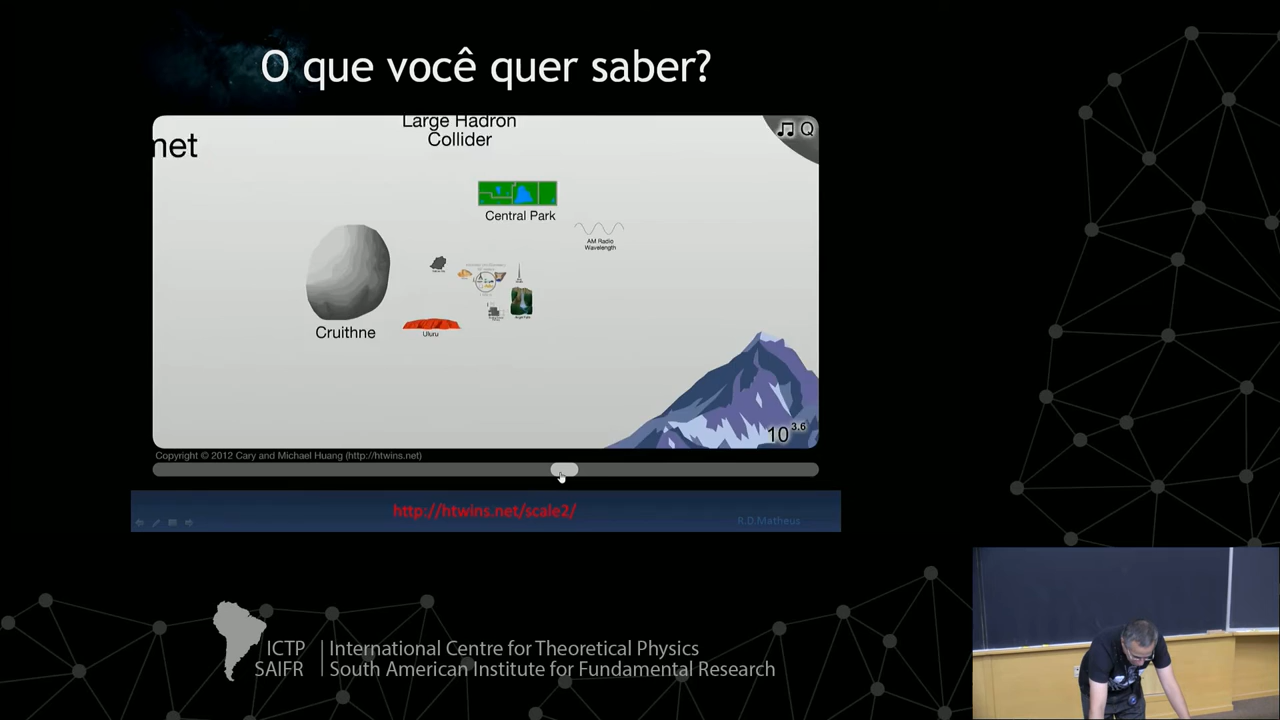 O que você quer saber?
net
Large Hadron
Collider
Central Park
AM Radio
Wavelength
Cruithne
Uluru
Angel Falls
10 3.6
Copyright © 2012 Cary and Michael Huang (http://htwins.net)
http://htwins.net/scale2/
R.D.Matheus
ICTP
SAIFR
International Centre for Theoretical Physics
South American Institute for Fundamental Research